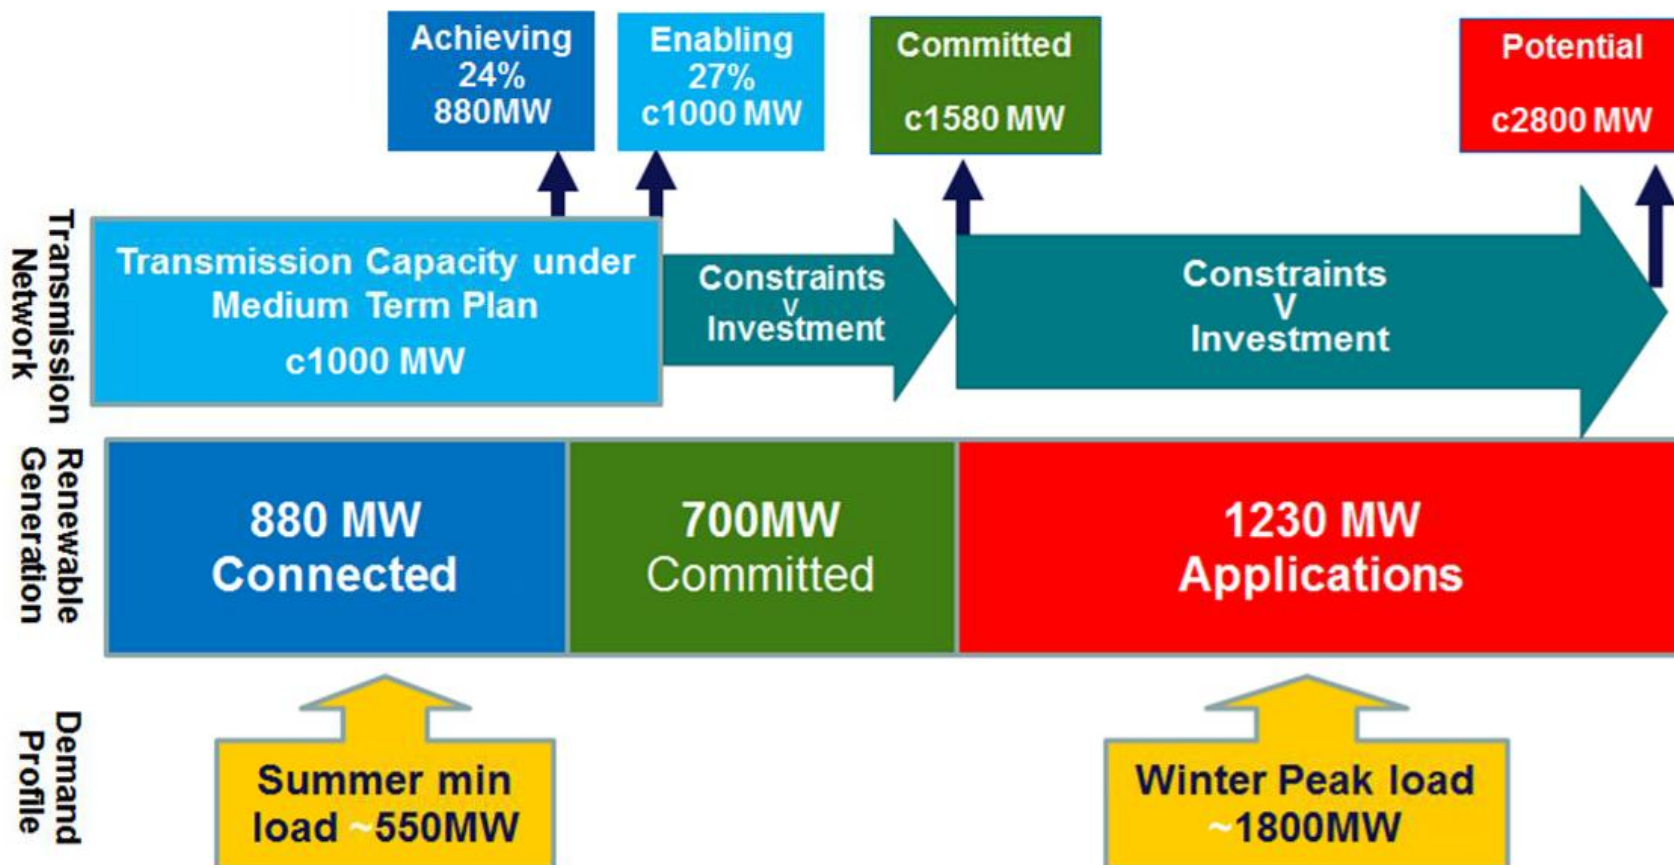 Achieving
24%
880MW
Enabling
27%
c1000 MW
Committed
c1580 MW
Potential
c2800 MW
Transmission
Network
Transmission Capacity under
Medium Term Plan
c1000 MW
Constraints
V
Investment
Constraints
V
Investment
Renewable
Generation
880 MW
Connected
700MW
Committed
1230 MW
Applications
Demand
Profile
Summer min
load ~550MW
Winter Peak load
~1800MW